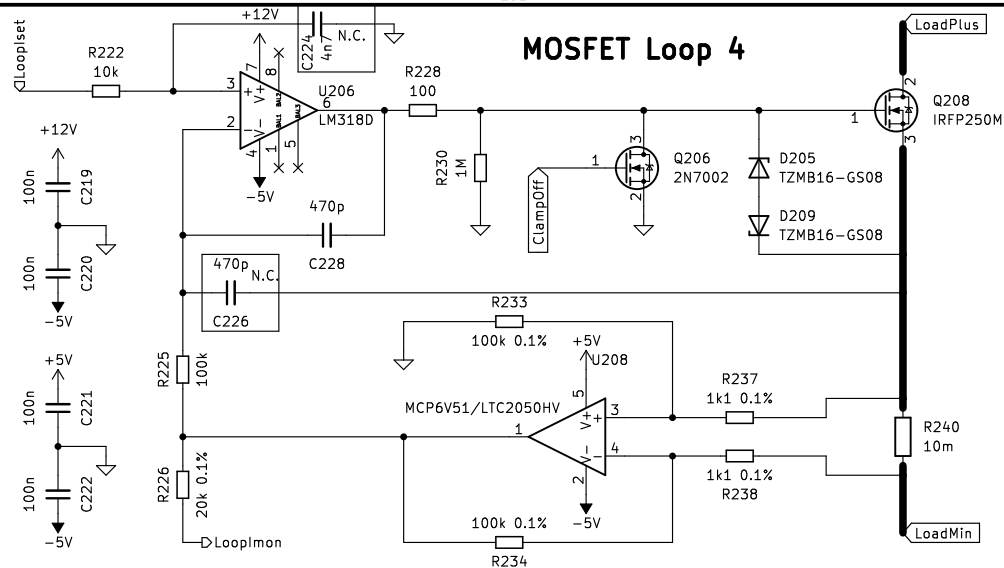 +12V
LoopIset
R222
10k
C224
4n7
N.C.
MOSFET Loop 4
LoadPlus
7
8
3
+
V+
BAL2
U206
6
LM318D
BAL1
BAL3
2
−
V−
4
1
5
−5V
R228
100
R230
1M
2
Q208
IRFP250M
1
3
+12V
100n
C219
100n
C220
−5V
ClampOff
1
3
Q206
2N7002
2
D205
TZMB16-GS08
D209
TZMB16-GS08
470p
C228
470p
N.C.
C226
R233
100k 0.1%
+5V
U208
+5V
100n
C221
100n
C222
−5V
R225
100k
MCP6V51/LTC2050HV
5
V+
+
3
1
V−
−
4
2
−5V
R237
1k1 0.1%
R240
10m
1k1 0.1%
R238
R226
20k 0.1%
100k 0.1%
R234
LoopImon
LoadMin